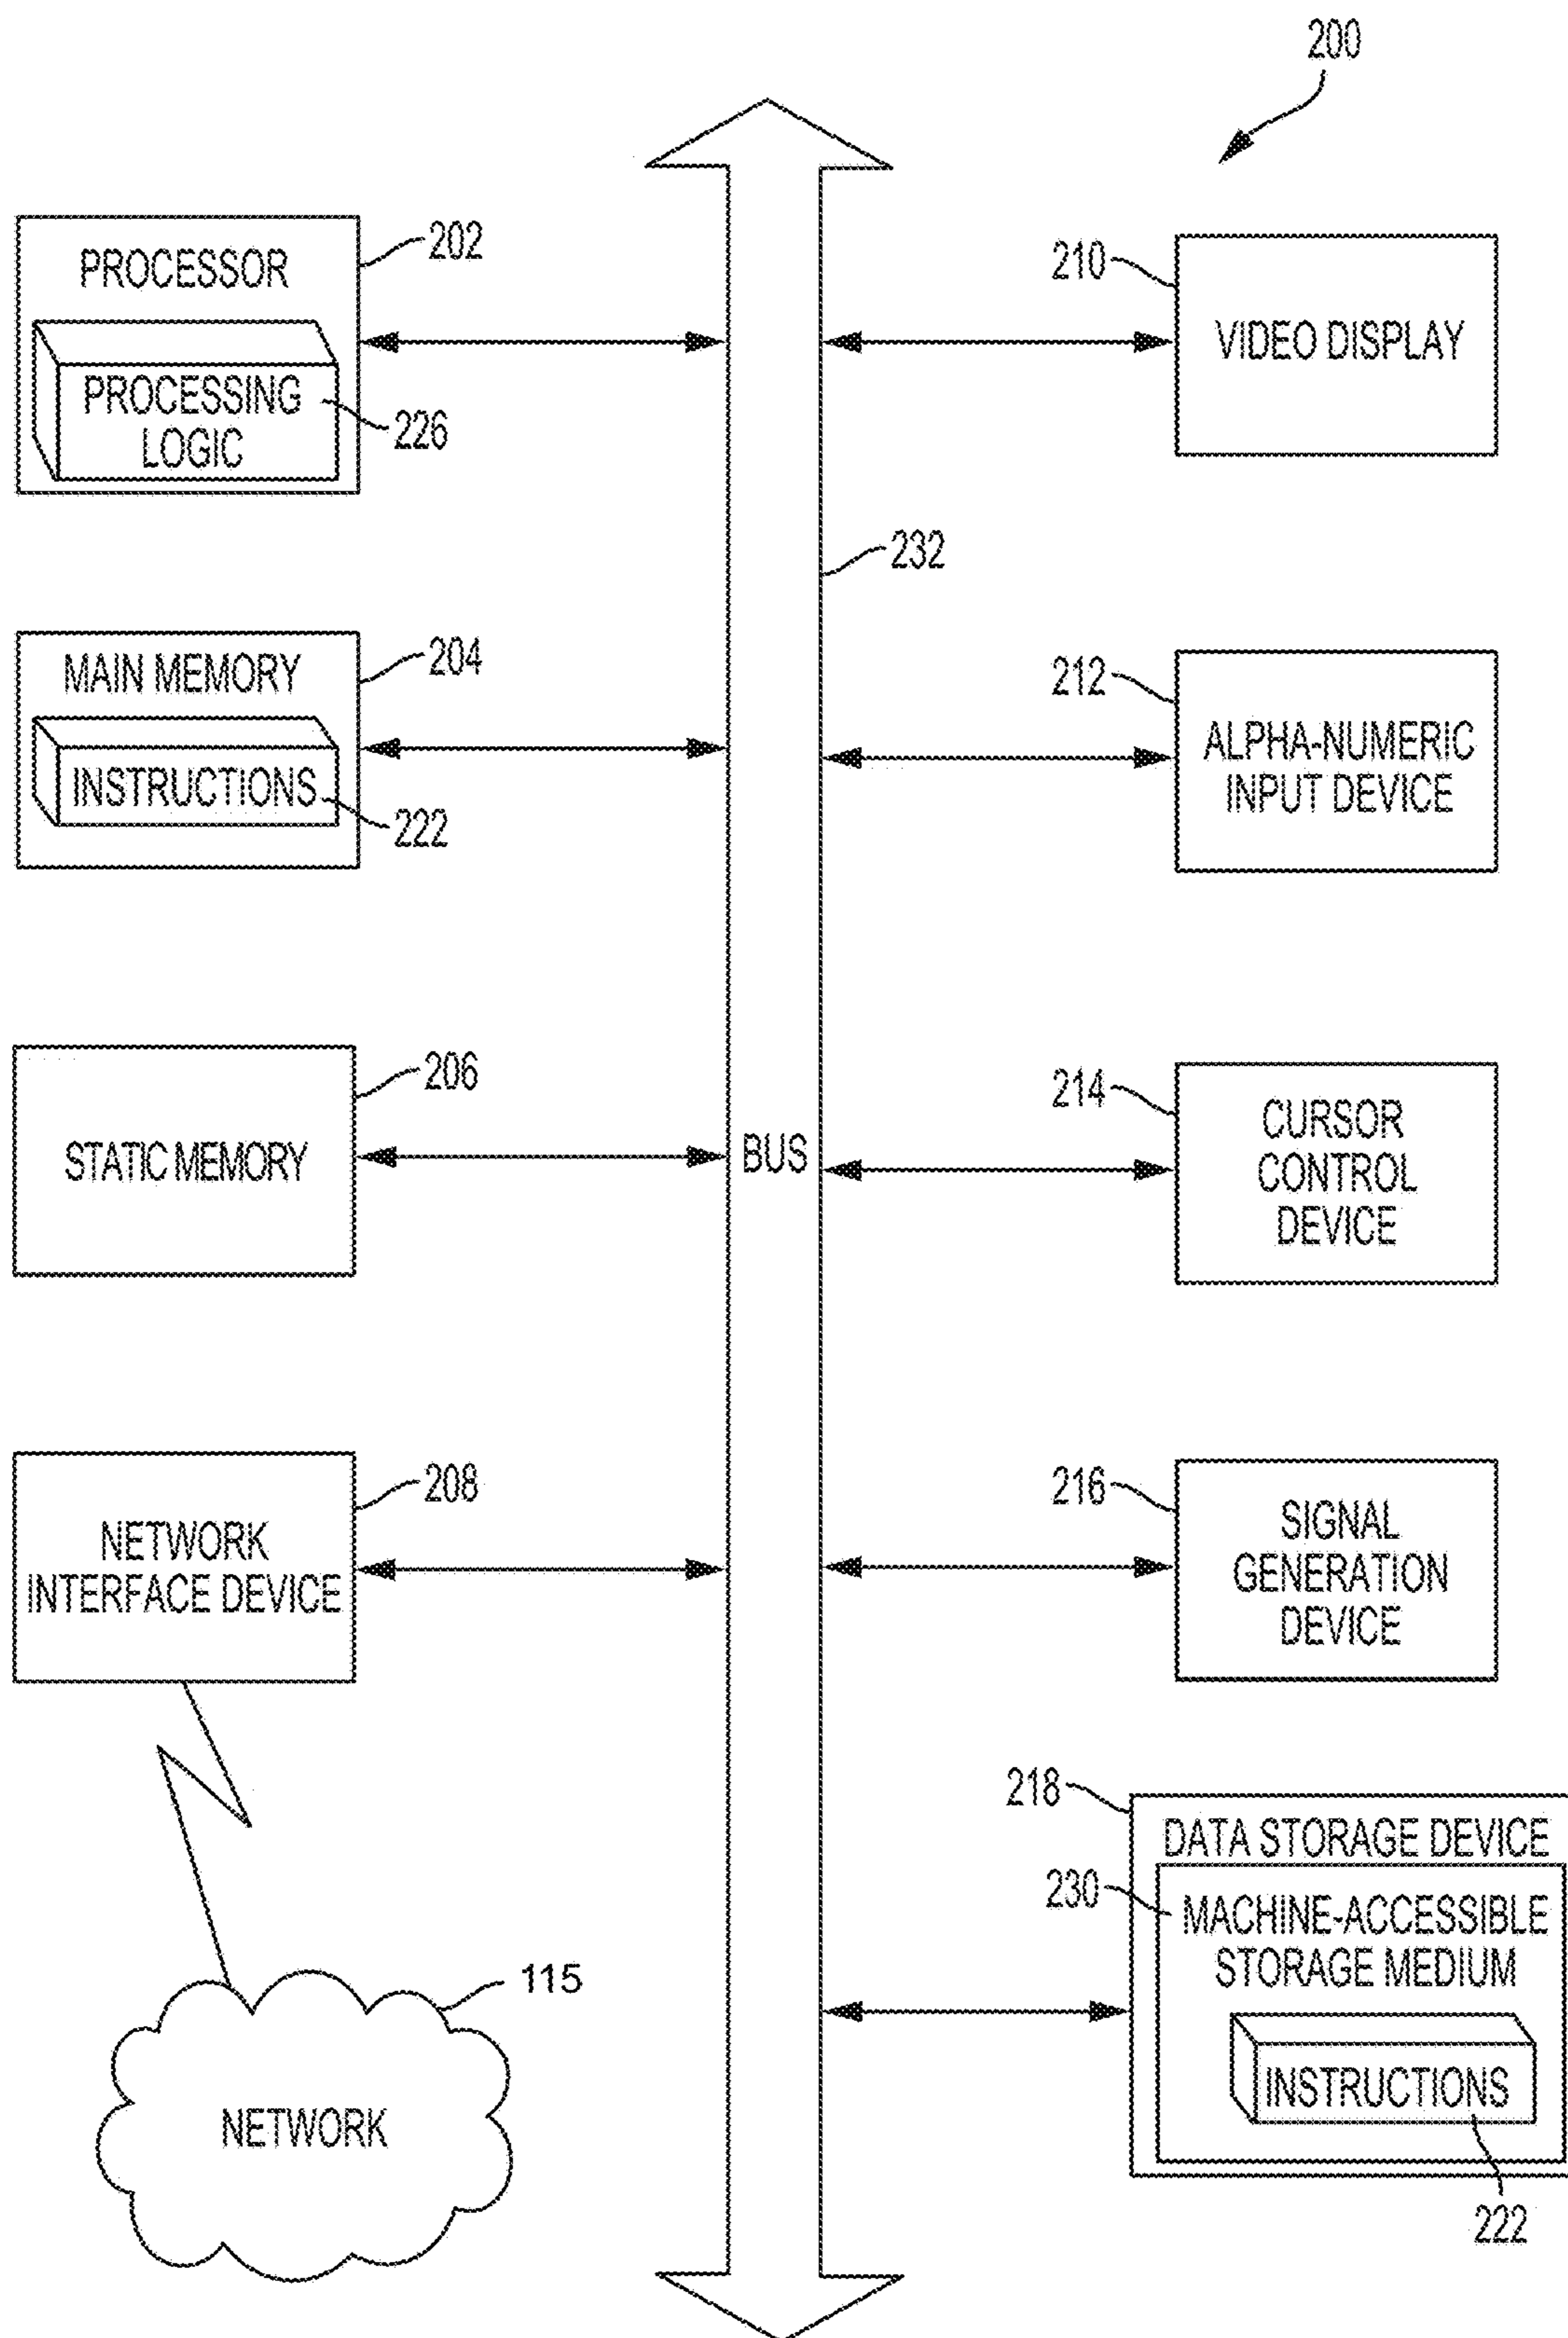 200
PROCESSOR
202
PROCESSING
LOGIC
226
210
VIDEO DISPLAY
232
MAIN MEMORY
204
INSTRUCTIONS
222
212
ALPHA-NUMERIC
INPUT DEVICE
206
STATIC MEMORY
BUS
214
CURSOR
CONTROL
DEVICE
208
NETWORK
INTERFACE DEVICE
216
SIGNAL
GENERATION
DEVICE
115
NETWORK
218
DATA STORAGE DEVICE
230
MACHINE-ACCESSIBLE
STORAGE MEDIUM
INSTRUCTIONS
222